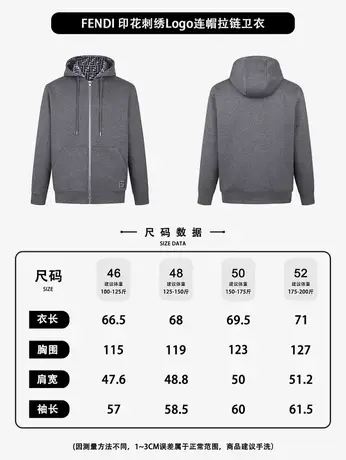 FENDI 印花刺绣Logo连帽拉链卫衣
尺码数据
SIZE DATA
尺码 46 48 50 52
SIZE 建议体重 建议体重 建议体重 建议体重
100-125斤 125-150斤 150-175斤 175-200斤
衣长 66.5 68 69.5 71
胸围 115 119 123 127
肩宽 47.6 48.8 50 51.2
袖长 57 58.5 60 61.5
(因测量方法不同，1~3CM误差属于正常范围，商品建议手洗)